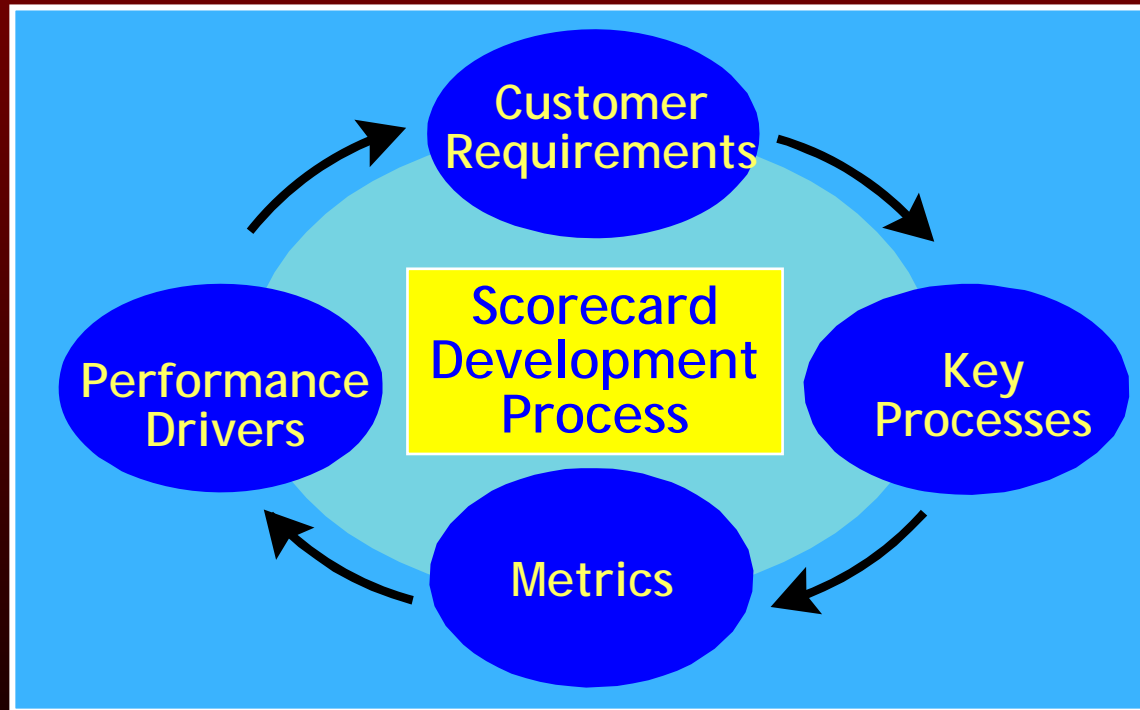 Customer
Requirements
Scorecard
Development
Process
Performance
Drivers
Key
Processes
Metrics